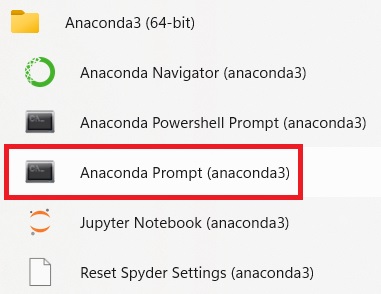 Anaconda3 (64-bit)
Anaconda Navigator (anaconda3)
Anaconda Powershell Prompt (anaconda3)
Anaconda Prompt (anaconda3)
Jupyter Notebook (anaconda3)
Reset Spyder Settings (anaconda3)